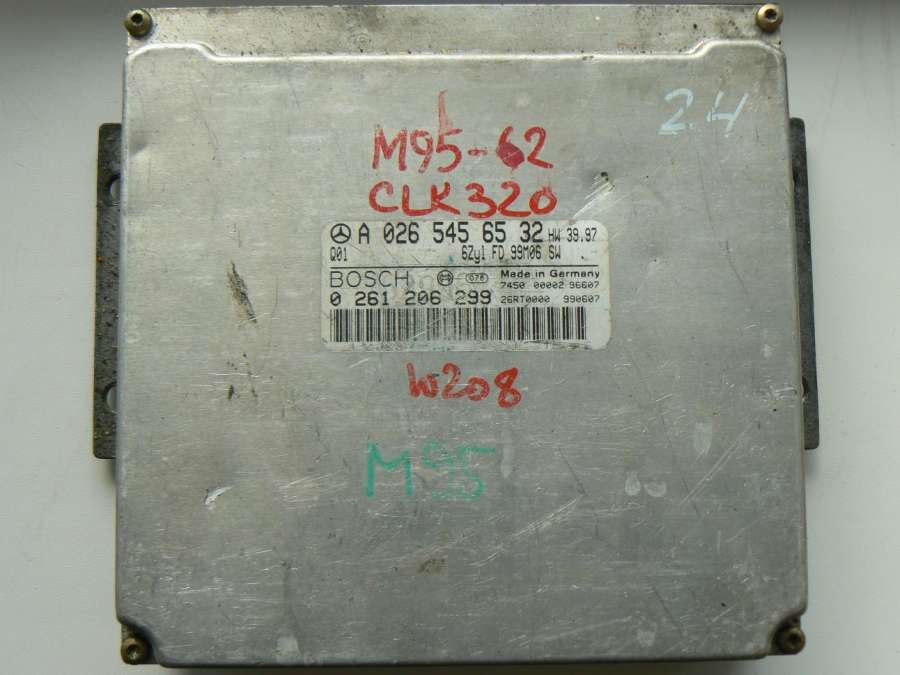 2.4
M95-62
CLK320
A 026 545 65 32 HW 39.97
Q01 6Zyl FD 99M06 SW
BOSCH 078 Made in Germany
7450 00002 96607
0 261 206 299 26RT0000 990607
W208
M95